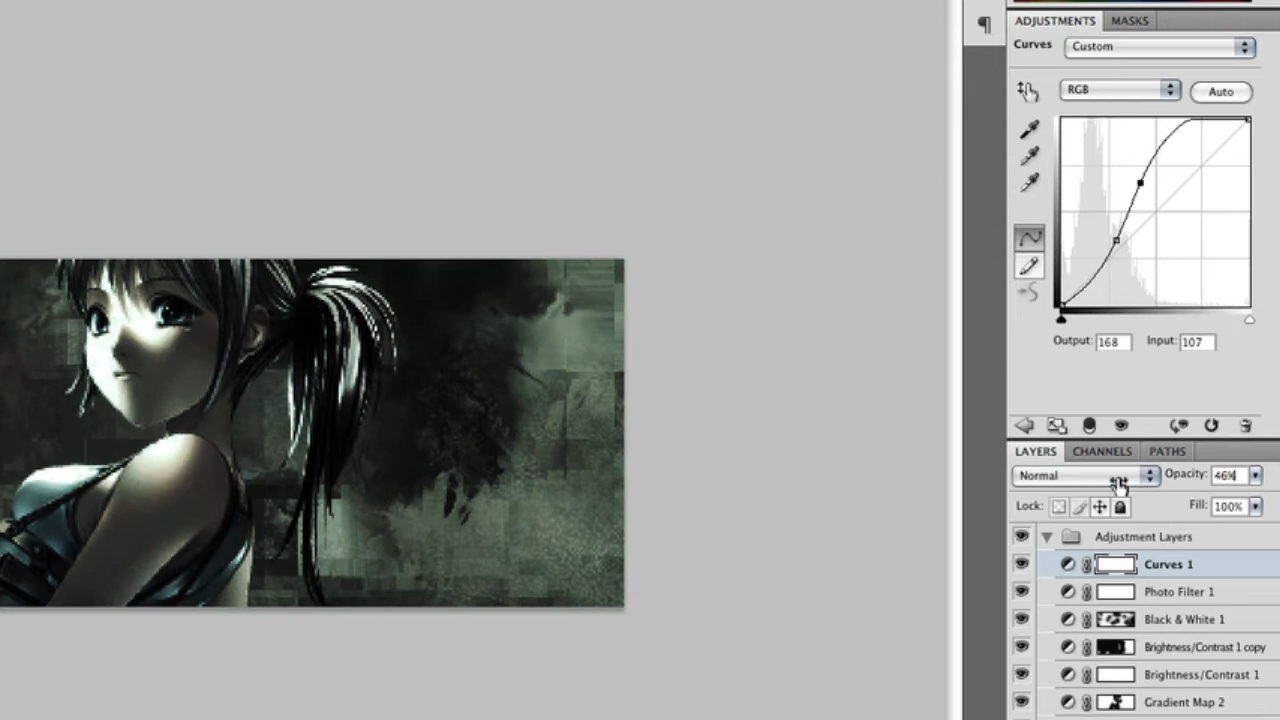 ¶
ADJUSTMENTS MASKS
Curves Custom
RGB Auto
Output: 168 Input: 107
LAYERS CHANNELS PATHS
Normal Opacity: 46%
Lock: Fill: 100%
Adjustment Layers
Curves 1
Photo Filter 1
Black & White 1
Brightness/Contrast 1 copy
Brightness/Contrast 1
Gradient Map 2